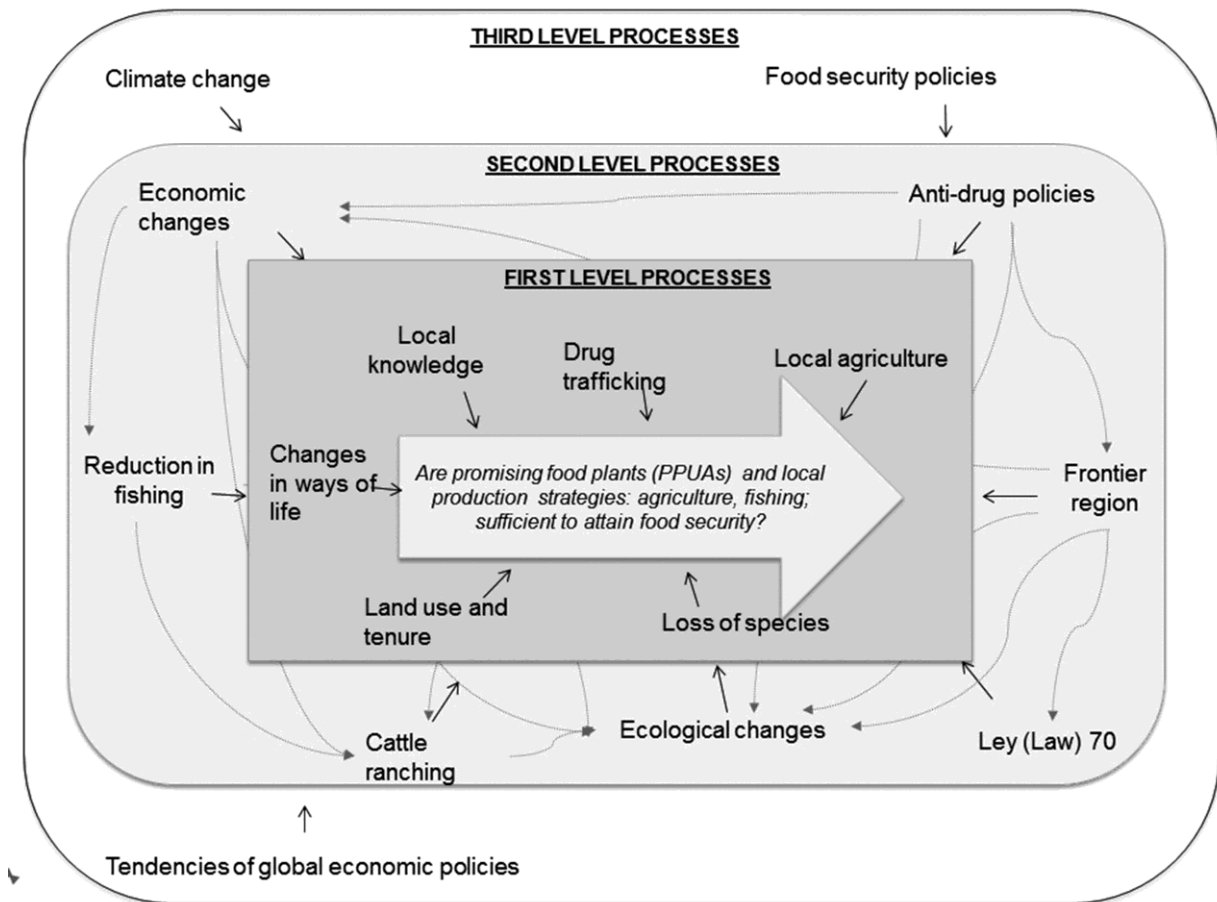 THIRD LEVEL PROCESSES
Climate change
Food security policies
SECOND LEVEL PROCESSES
Economic
changes
Anti-drug policies
FIRST LEVEL PROCESSES
Local
knowledge
Drug
trafficking
Local agriculture
Reduction in
fishing
Changes
in ways of
life
Are promising food plants (PPUAs) and local
production strategies: agriculture, fishing;
sufficient to attain food security?
Frontier
region
Land use and
tenure
Loss of species
Cattle
ranching
Ecological changes
Ley (Law) 70
Tendencies of global economic policies